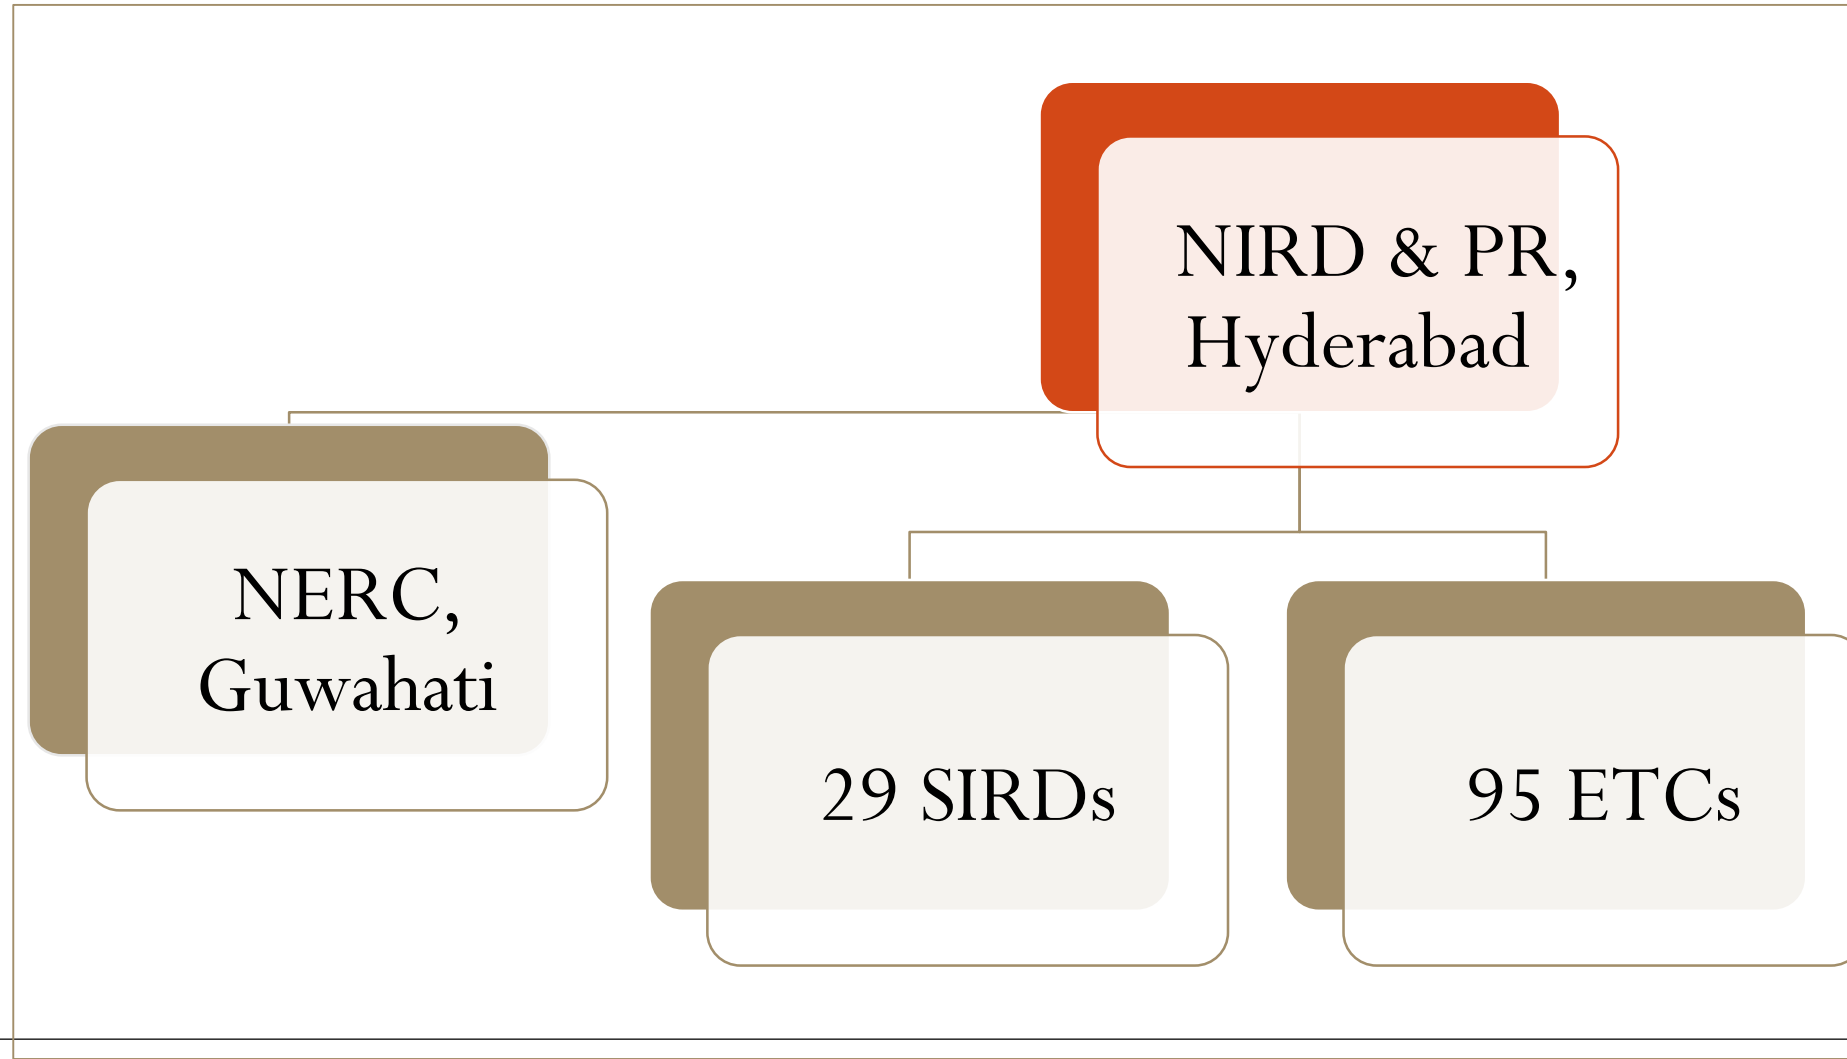 NIRD & PR,
Hyderabad
NERC,
Guwahati
29 SIRDs
95 ETCs